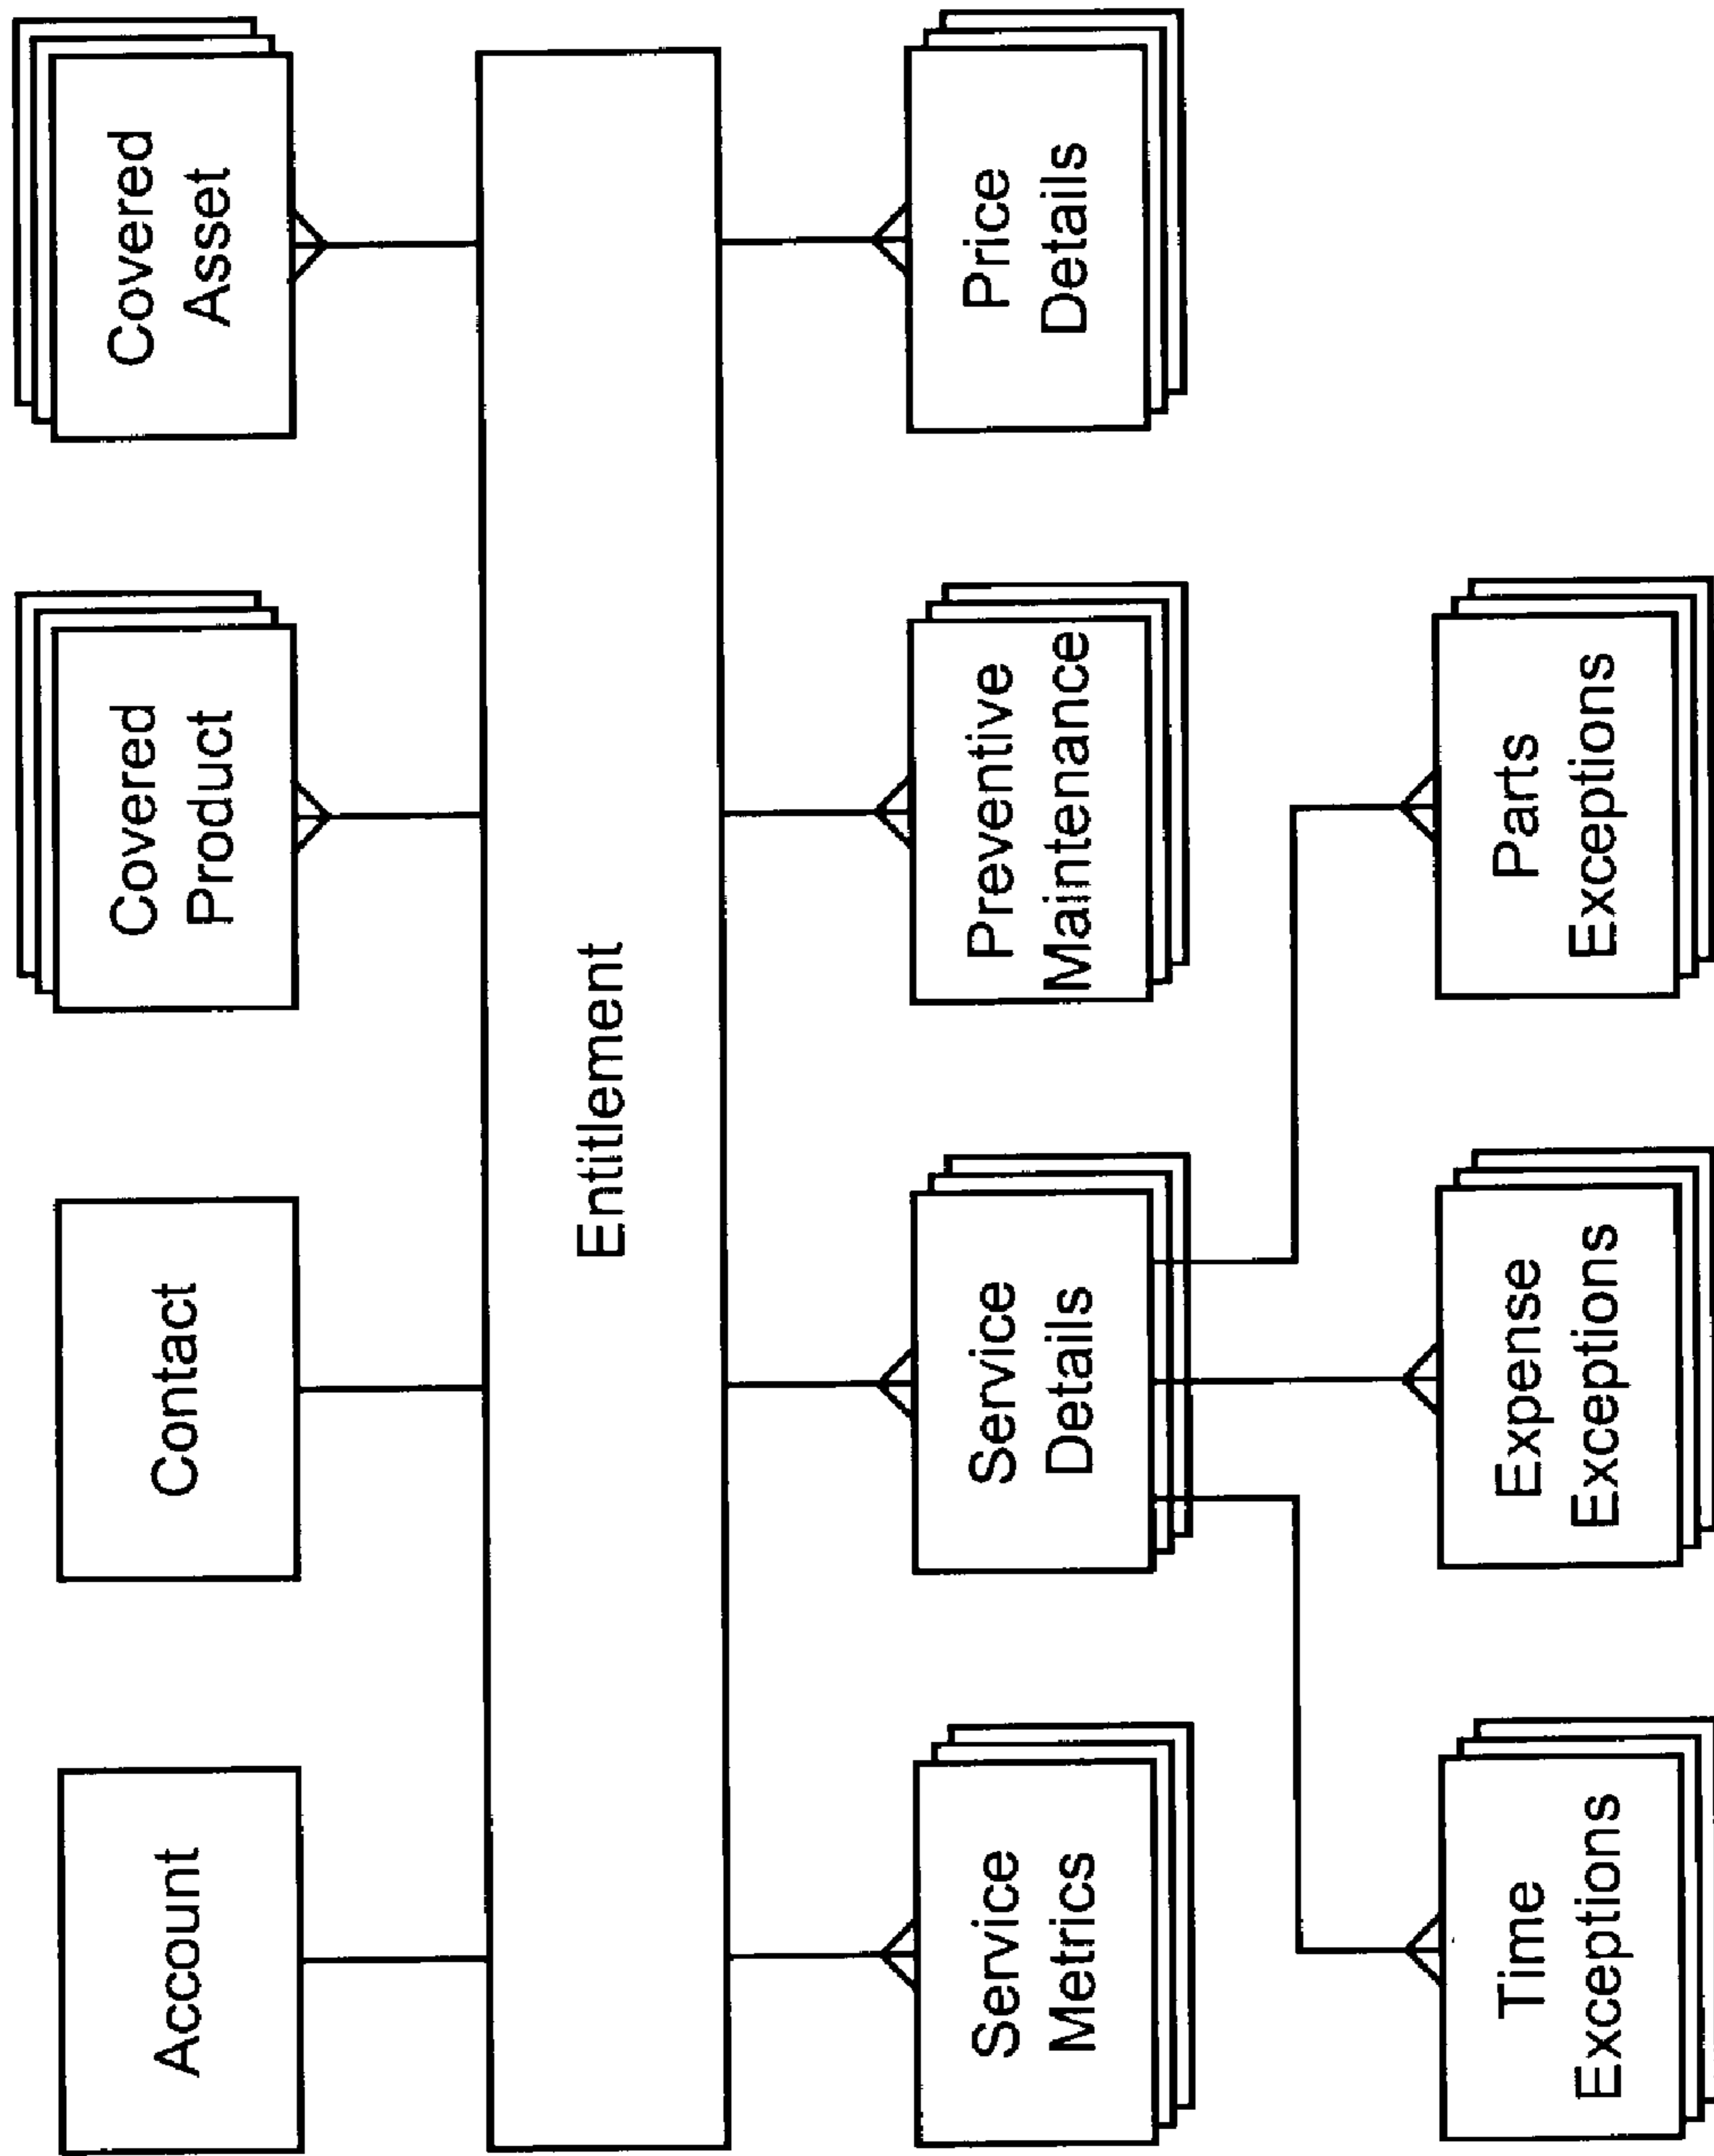 Account
Contact
Covered
Product
Covered
Asset
Entitlement
Service
Metrics
Service
Details
Preventive
Maintenance
Price
Details
Time
Exceptions
Expense
Exceptions
Parts
Exceptions